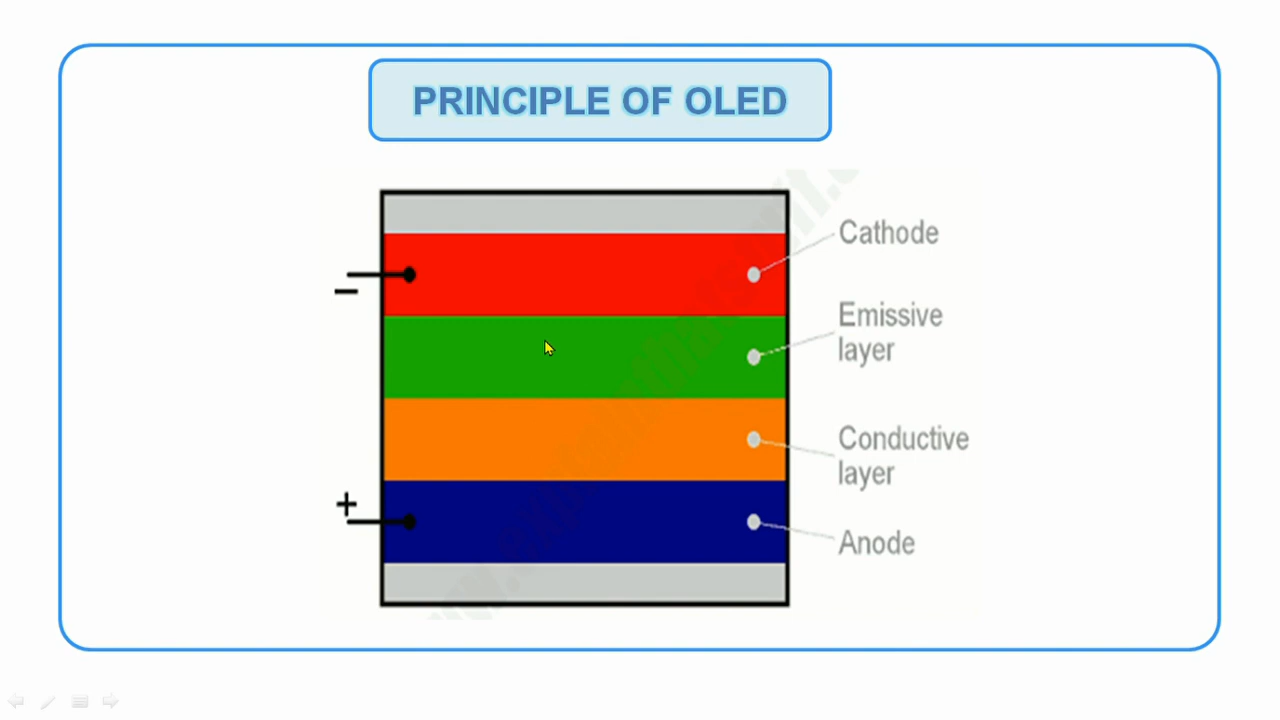 PRINCIPLE OF OLED
Cathode
−
Emissive
layer
Conductive
layer
+
Anode